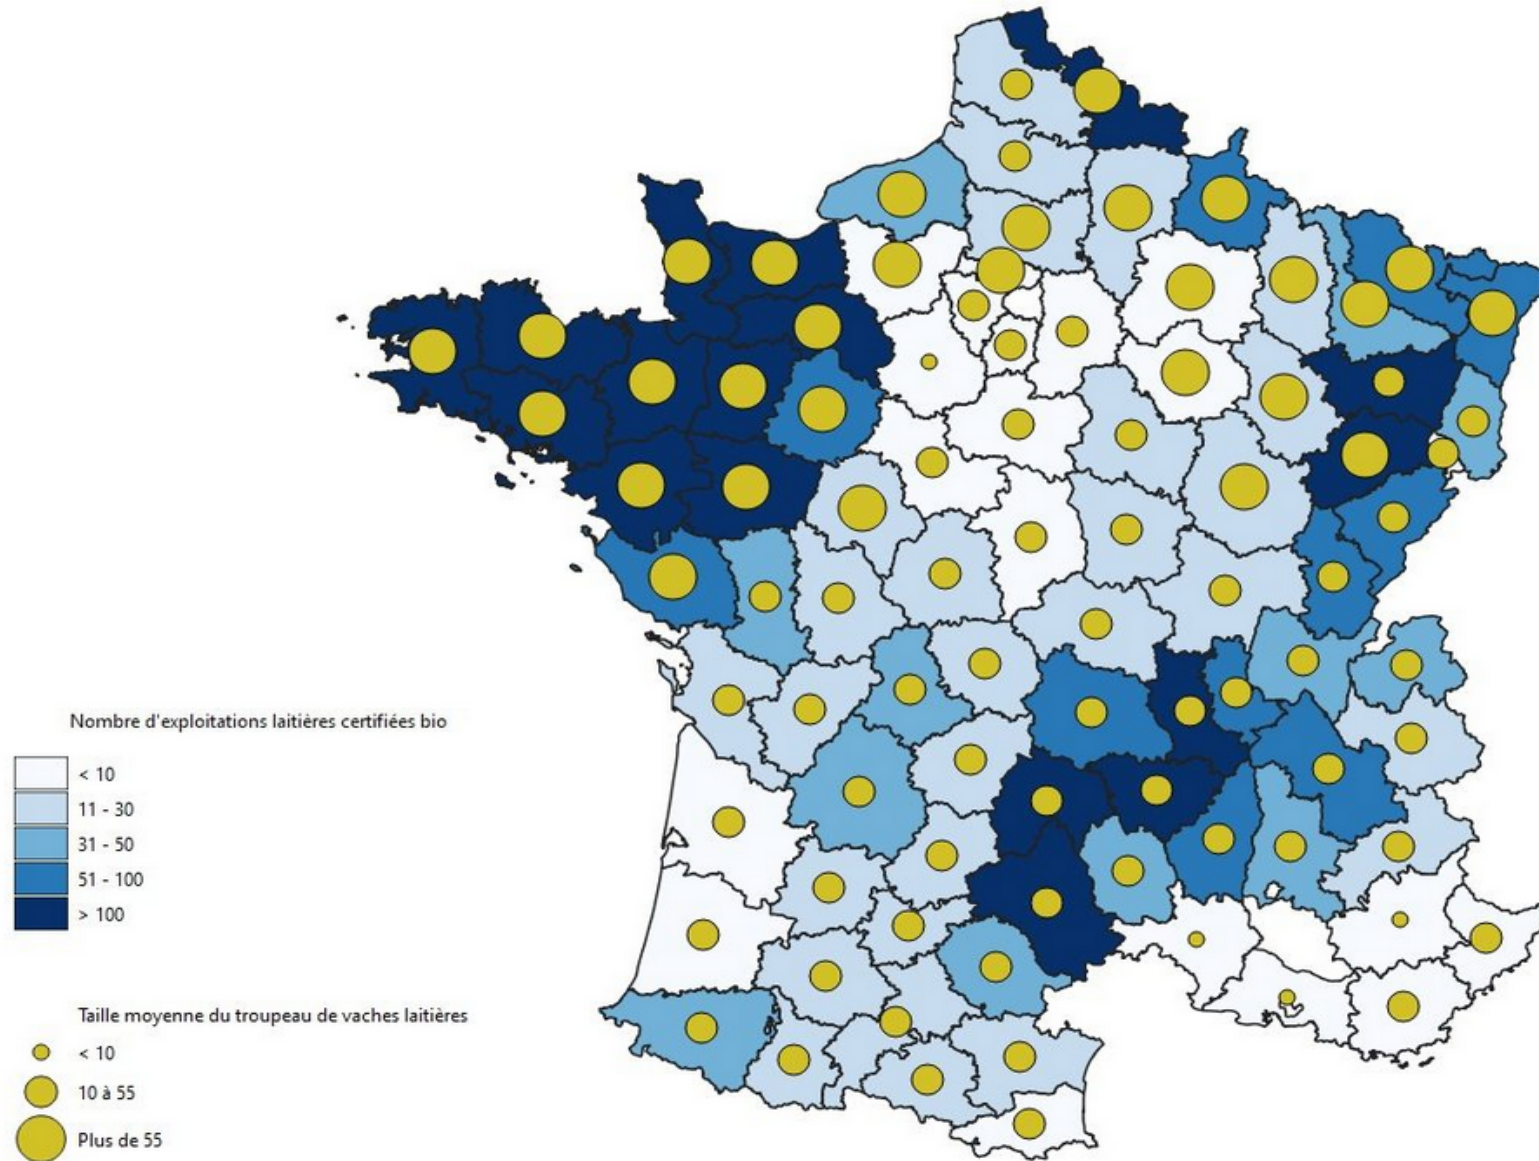 Nombre d'exploitations laitières certifiées bio
< 10
11 - 30
31 - 50
51 - 100
> 100
Taille moyenne du troupeau de vaches laitières
< 10
10 à 55
Plus de 55